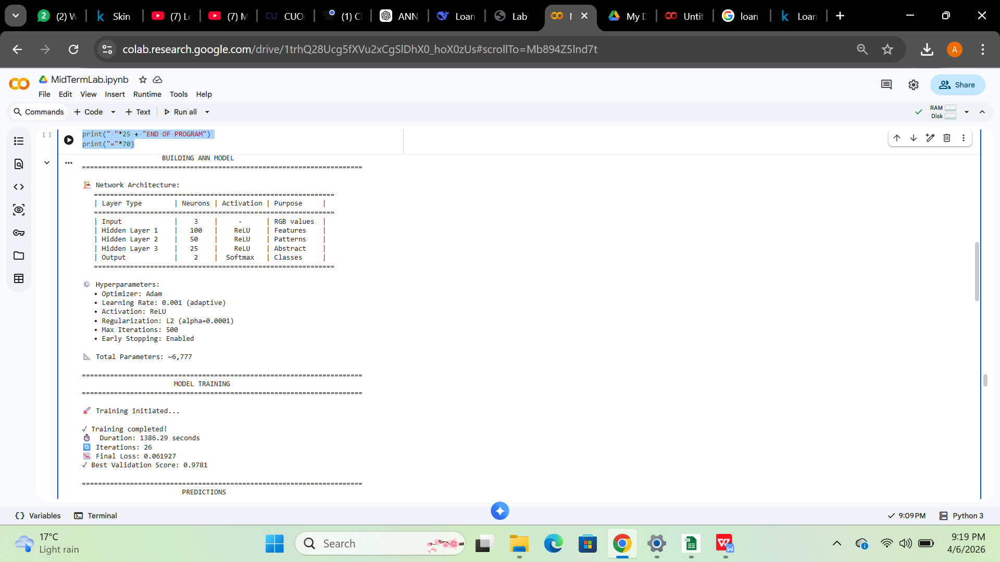 (2) W
Skin
(7) Le
(7) M
CUO
(1) C
ANN
Loan
Lab
My D
Untit
loan
Loan
colab.research.google.com/drive/1trhQ28Ucg5fXVu2xCgSlDhX0_hoX0zUs#scrollTo=Mb894Z5lnd7t
A
MidTermLab.ipynb
File Edit View Insert Runtime Tools Help
Share
Commands + Code + Text Run all
RAM
Disk
[ ]
print(" "*25 + "END OF PROGRAM")
print("="*70)
BUILDING ANN MODEL
======================================================================
Network Architecture:
============================================================
| Layer Type | Neurons | Activation | Purpose |
============================================================
| Input | 3 | - | RGB values |
| Hidden Layer 1 | 100 | ReLU | Features |
| Hidden Layer 2 | 50 | ReLU | Patterns |
| Hidden Layer 3 | 25 | ReLU | Abstract |
| Output | 2 | Softmax | Classes |
============================================================
Hyperparameters:
• Optimizer: Adam
• Learning Rate: 0.001 (adaptive)
• Activation: ReLU
• Regularization: L2 (alpha=0.0001)
• Max Iterations: 500
• Early Stopping: Enabled
Total Parameters: ~6,777
======================================================================
MODEL TRAINING
======================================================================
Training initiated...
✓ Training completed!
Duration: 1386.29 seconds
Iterations: 26
Final Loss: 0.061927
✓ Best Validation Score: 0.9781
======================================================================
PREDICTIONS
Variables Terminal
9:09 PM Python 3
17°C
Light rain
Search
9:19 PM
4/6/2026